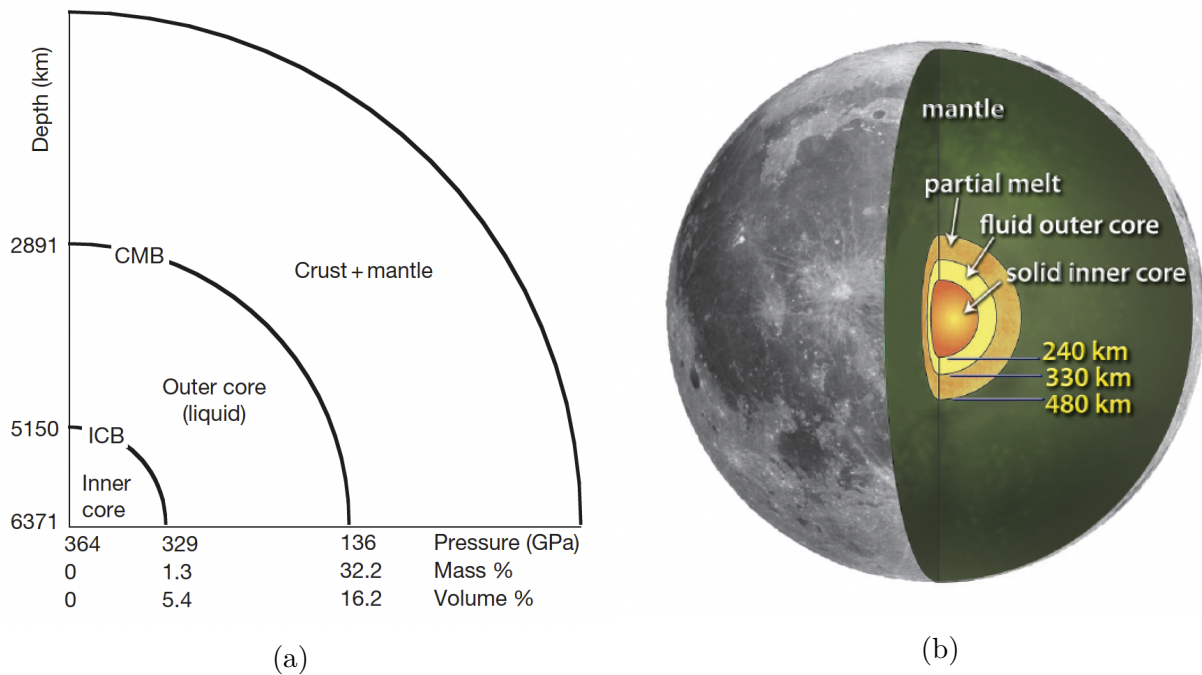 Depth (km)
2891
CMB
Crust + mantle
Outer core
(liquid)
5150
ICB
Inner
core
6371
364 329 136 Pressure (GPa)
0 1.3 32.2 Mass %
0 5.4 16.2 Volume %
(a)
mantle
partial melt
fluid outer core
solid inner core
240 km
330 km
480 km
(b)